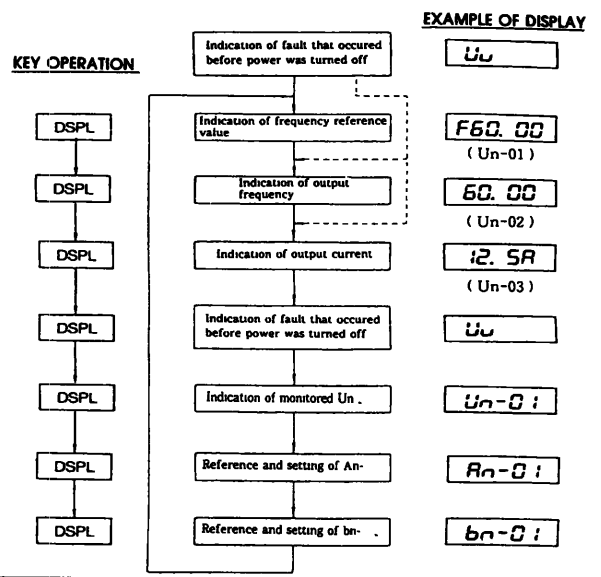 EXAMPLE OF DISPLAY
KEY OPERATION
Indication of fault that occured
before power was turned off
Uu
DSPL
Indication of frequency reference
value
F60.00
(Un-01)
DSPL
Indication of output
frequency
60.00
(Un-02)
DSPL
Indication of output current
12.5A
(Un-03)
DSPL
Indication of fault that occured
before power was turned off
Uu
DSPL
Indication of monitored Un -
Un-01
DSPL
Reference and setting of An-
An-01
DSPL
Reference and setting of bn- -
bn-01